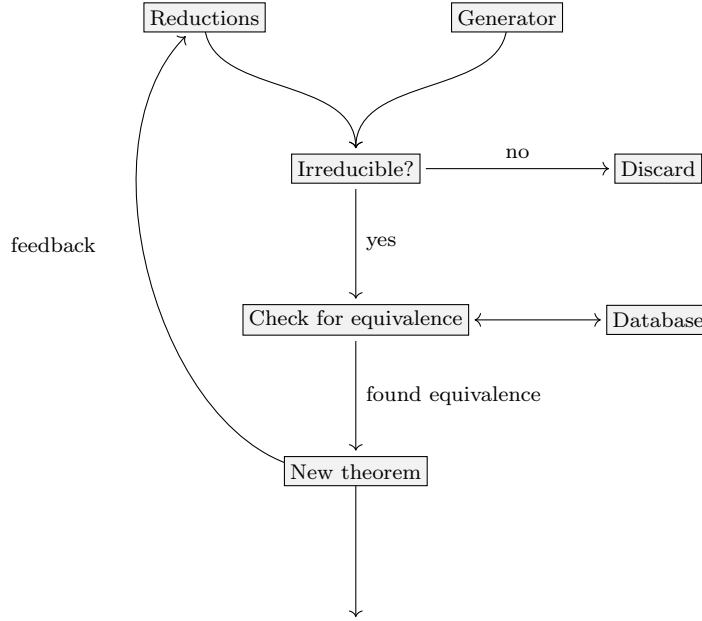 Reductions
Generator
Irreducible?
no
Discard
yes
feedback
Check for equivalence
Database
found equivalence
New theorem